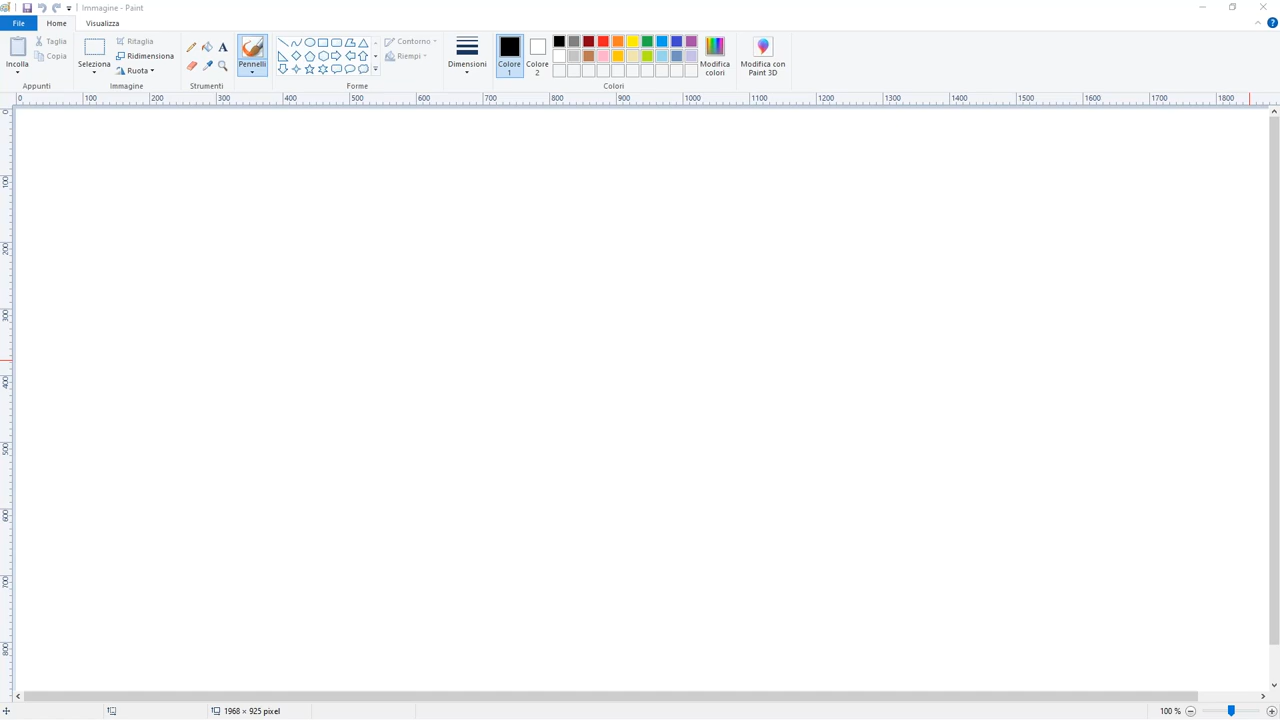 Immagine - Paint
File Home Visualizza
Incolla
Taglia
Copia
Appunti
Seleziona
Ritaglia
Ridimensiona
Ruota
Immagine
A
Strumenti
Pennelli
Contorno
Riempi
Forme
Dimensioni
Colore 1
Colore 2
Modifica colori
Colori
Modifica con Paint 3D
0 100 200 300 400 500 600 700 800 900 1000 1100 1200 1300 1400 1500 1600 1700 1800
0
100
200
300
400
500
600
700
800
1968 × 925 pixel
100 %